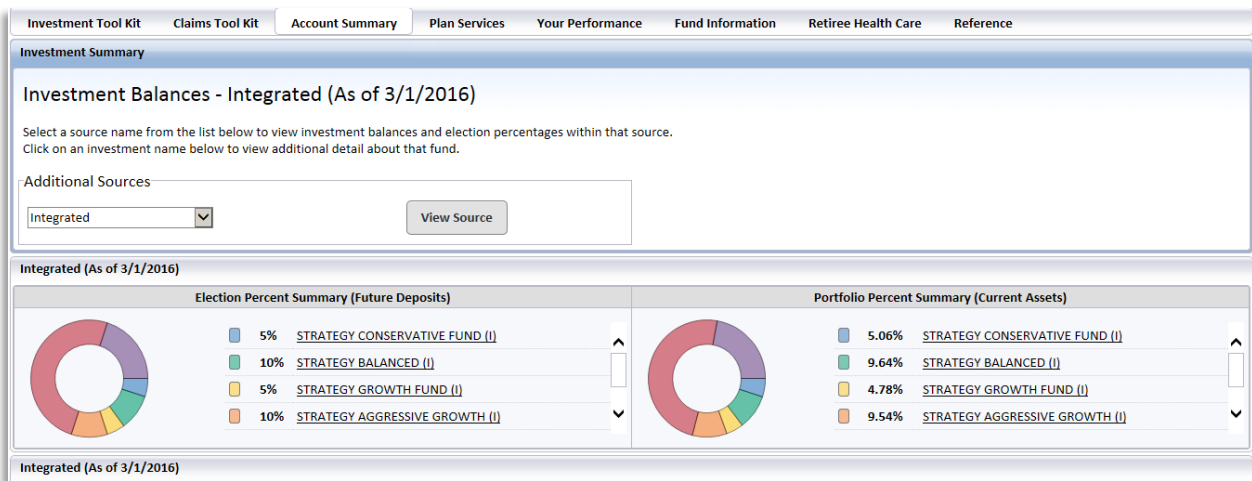 Investment Tool Kit Claims Tool Kit Account Summary Plan Services Your Performance Fund Information Retiree Health Care Reference
Investment Summary
Investment Balances - Integrated (As of 3/1/2016)
Select a source name from the list below to view investment balances and election percentages within that source.
Click on an investment name below to view additional detail about that fund.
Additional Sources
Integrated
View Source
Integrated (As of 3/1/2016)
Election Percent Summary (Future Deposits)
5% STRATEGY CONSERVATIVE FUND (I)
10% STRATEGY BALANCED (I)
5% STRATEGY GROWTH FUND (I)
10% STRATEGY AGGRESSIVE GROWTH (I)
Portfolio Percent Summary (Current Assets)
5.06% STRATEGY CONSERVATIVE FUND (I)
9.64% STRATEGY BALANCED (I)
4.78% STRATEGY GROWTH FUND (I)
9.54% STRATEGY AGGRESSIVE GROWTH (I)
Integrated (As of 3/1/2016)